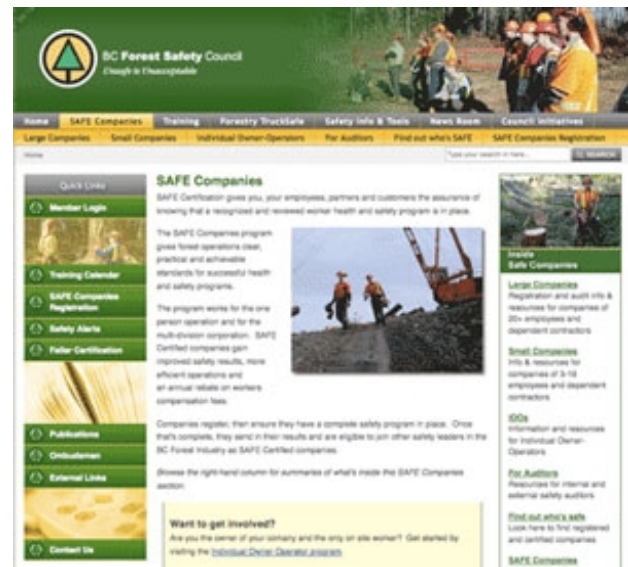 BC Forest Safety Council
Unsafe is Unacceptable
Home SAFE Companies Training Forestry TruckSafe Safety Info & Tools News Room Council Initiatives
Large Companies Small Companies Individual Owner-Operators For Auditors Find out who's SAFE SAFE Companies Registration
Home
Type your search in here...
SEARCH
Quick Links
Member Login
Training Calendar
SAFE Companies
Registration
Safety Alerts
Faller Certification
Publications
Ombudsman
External Links
Contact Us
SAFE Companies
SAFE Certification gives you, your employees, partners and customers the assurance of
knowing that a recognized and reviewed worker health and safety program is in place.
The SAFE Companies program
gives forest operations clear,
practical and achievable
standards for successful health
and safety programs.
The program works for the one
person operation and for the
multi-division corporation. SAFE
Certified companies gain
improved safety results, more
efficient operations and
an annual rebate on workers
compensation fees.
Companies register, then ensure they have a complete safety program in place. Once
that's complete, they send in their results and are eligible to join other safety leaders in the
BC Forest Industry as SAFE Certified companies.
Browse the right-hand column for summaries of what's inside this SAFE Companies
section.
Want to get involved?
Are you the owner of your comany and the only on site worker? Get started by
visiting the Individual Owner Operator program.
Inside
Safe Companies
Large Companies
Registration and audit info &
resources for companies of
20+ employees and
dependent contractors
Small Companies
Info & resources for
companies of
employees and dependent
contractors
IOOs
Information and resources
for Individual Owner-
Operators
For Auditors
Resources for internal and
external safety auditors
Find out who's safe
Look here to find registered
and certified companies
SAFE Companies